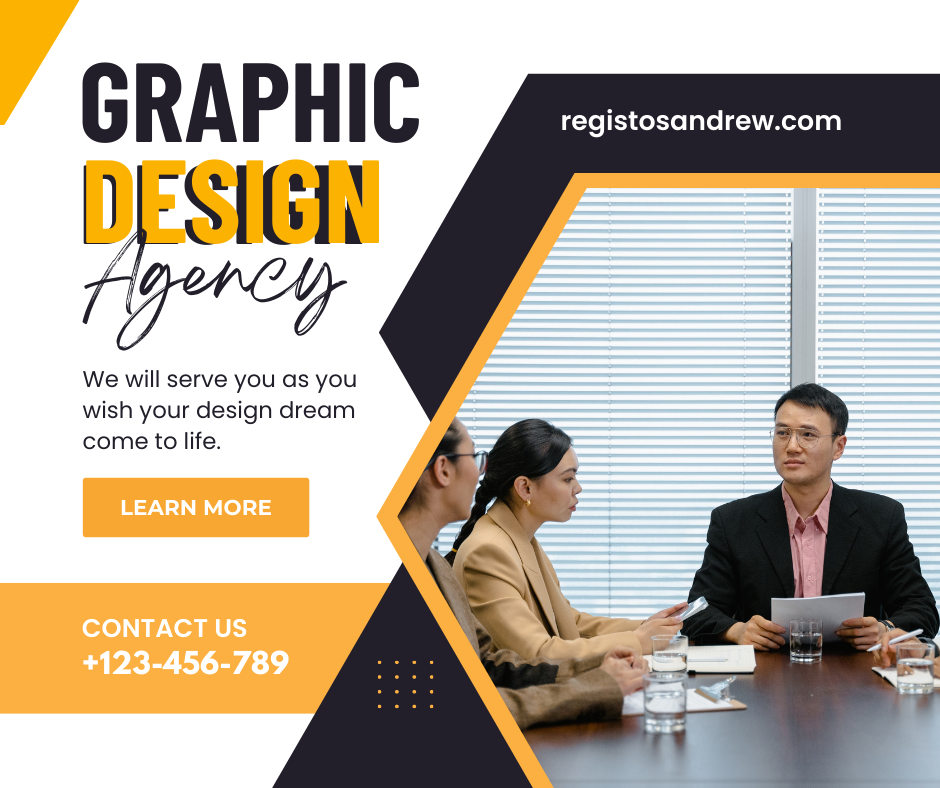 GRAPHIC
DESIGN
Agency
registosandrew.com
We will serve you as you
wish your design dream
come to life.
LEARN MORE
CONTACT US
+123-456-789